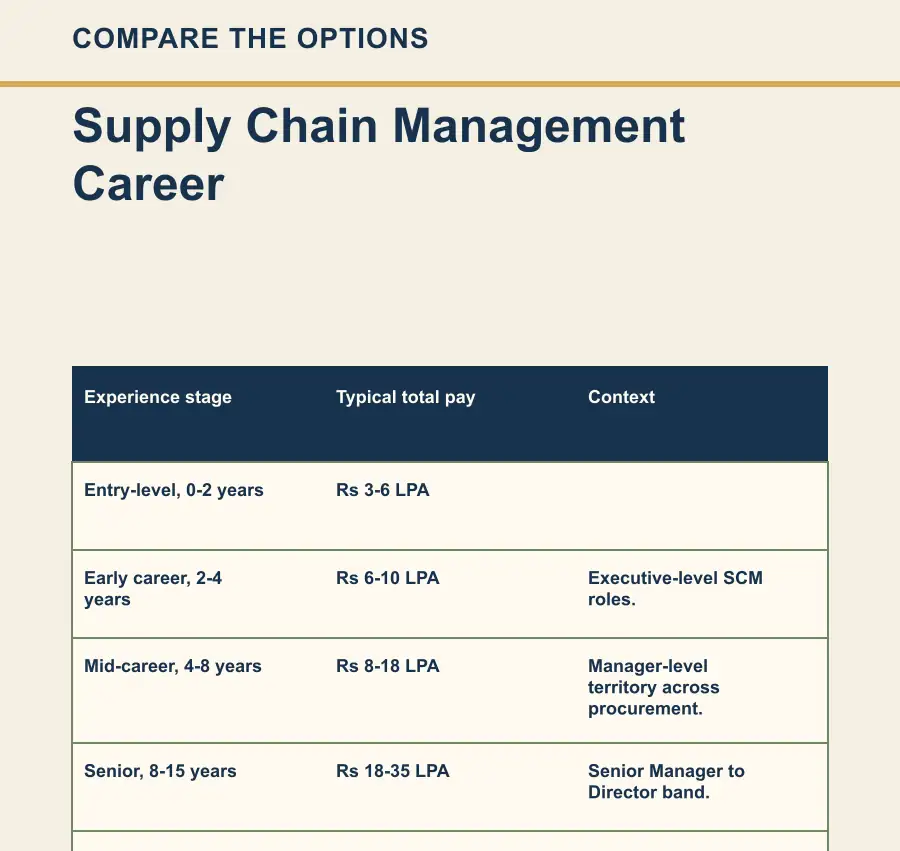 COMPARE THE OPTIONS
Supply Chain Management
Career
Experience stage
Typical total pay
Context
Entry-level, 0-2 years
Rs 3-6 LPA
Early career, 2-4
years
Rs 6-10 LPA
Executive-level SCM
roles.
Mid-career, 4-8 years
Rs 8-18 LPA
Manager-level
territory across
procurement.
Senior, 8-15 years
Rs 18-35 LPA
Senior Manager to
Director band.